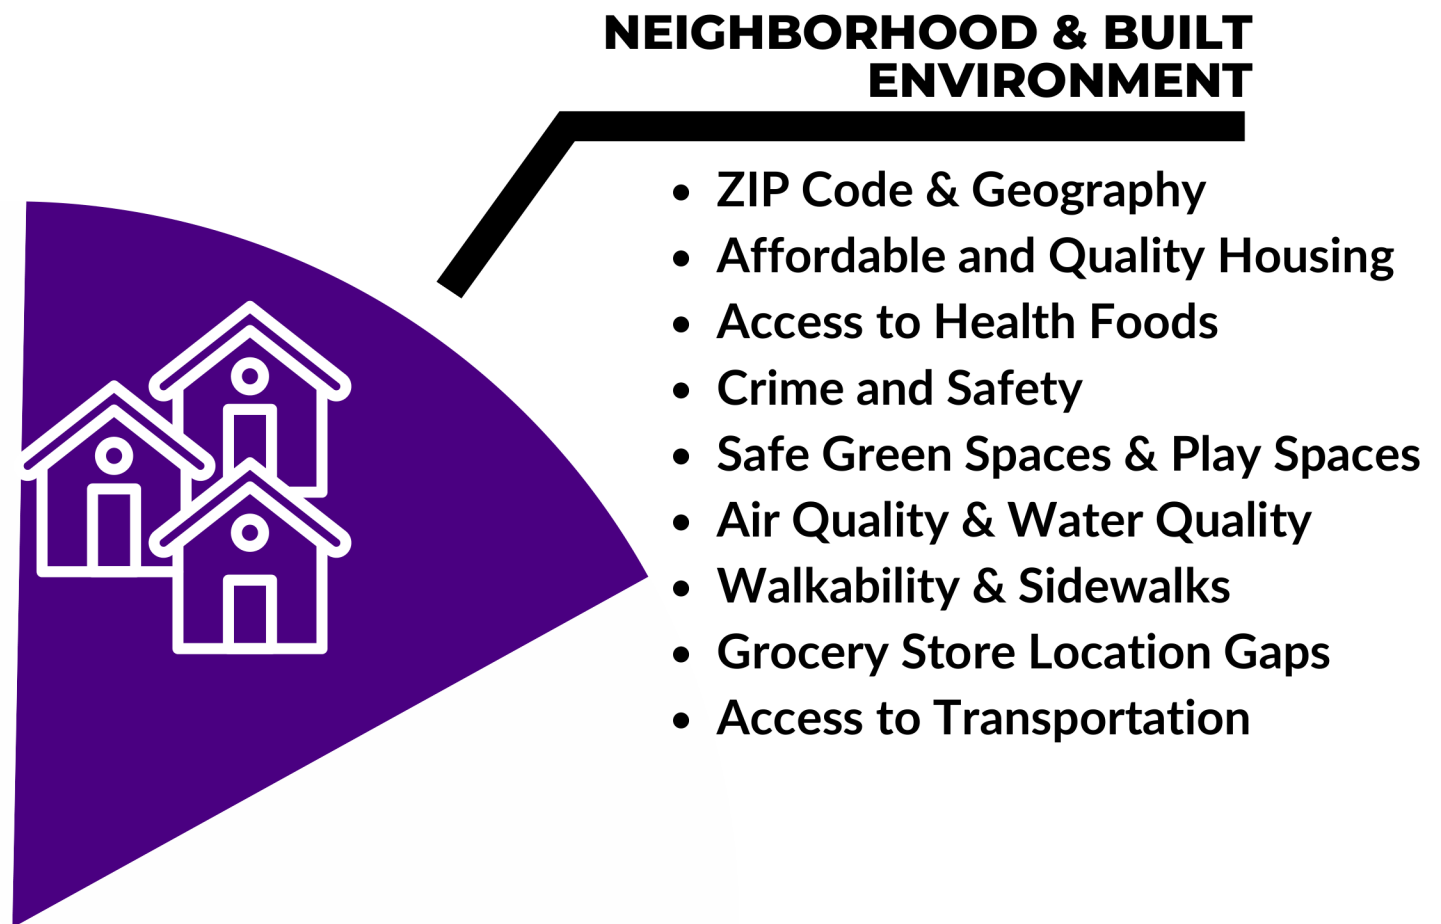 NEIGHBORHOOD & BUILT
ENVIRONMENT
• ZIP Code & Geography
• Affordable and Quality Housing
• Access to Health Foods
• Crime and Safety
• Safe Green Spaces & Play Spaces
• Air Quality & Water Quality
• Walkability & Sidewalks
• Grocery Store Location Gaps
• Access to Transportation